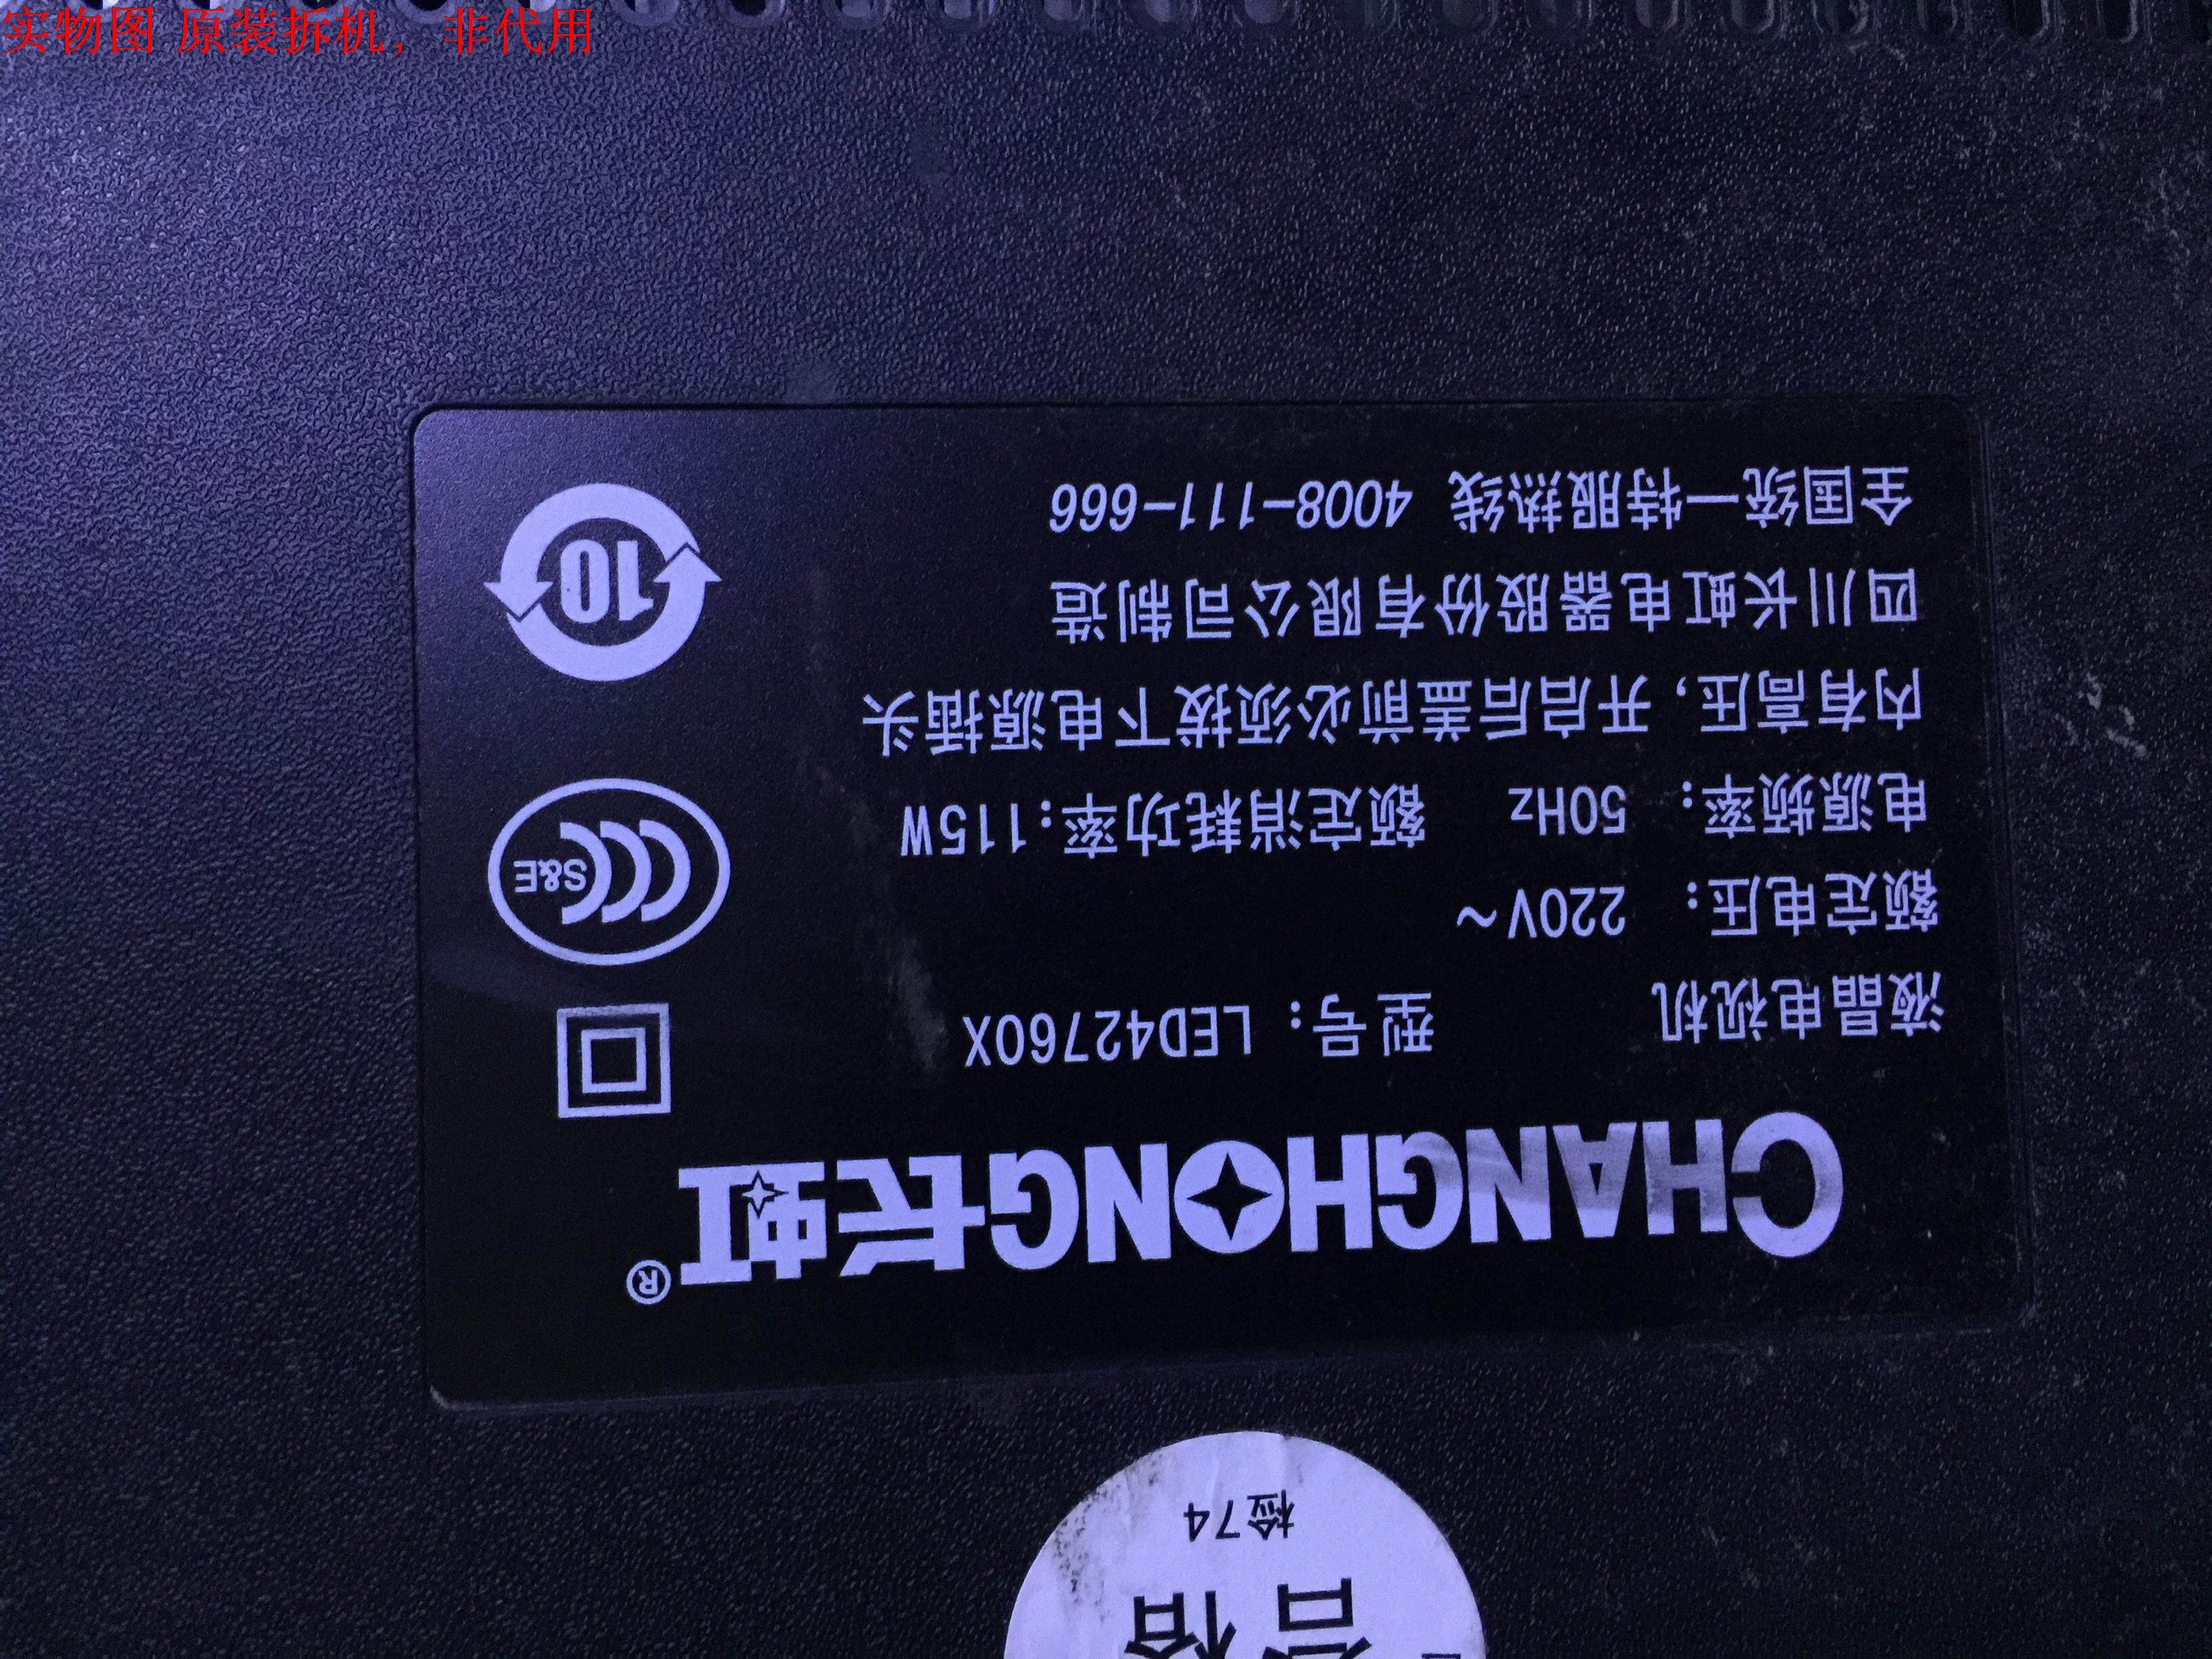 实物图 原装拆机，非代用
CHANGHONG长虹®
液晶电视机 型号：LED42760X
额定电压： 220V～
电源频率： 50Hz 额定消耗功率：115W
内有高压，开启后盖前必须拔下电源插头
四川长虹电器股份有限公司制造
全国统一特服热线 4008-111-666
S&E
10
合格
检74